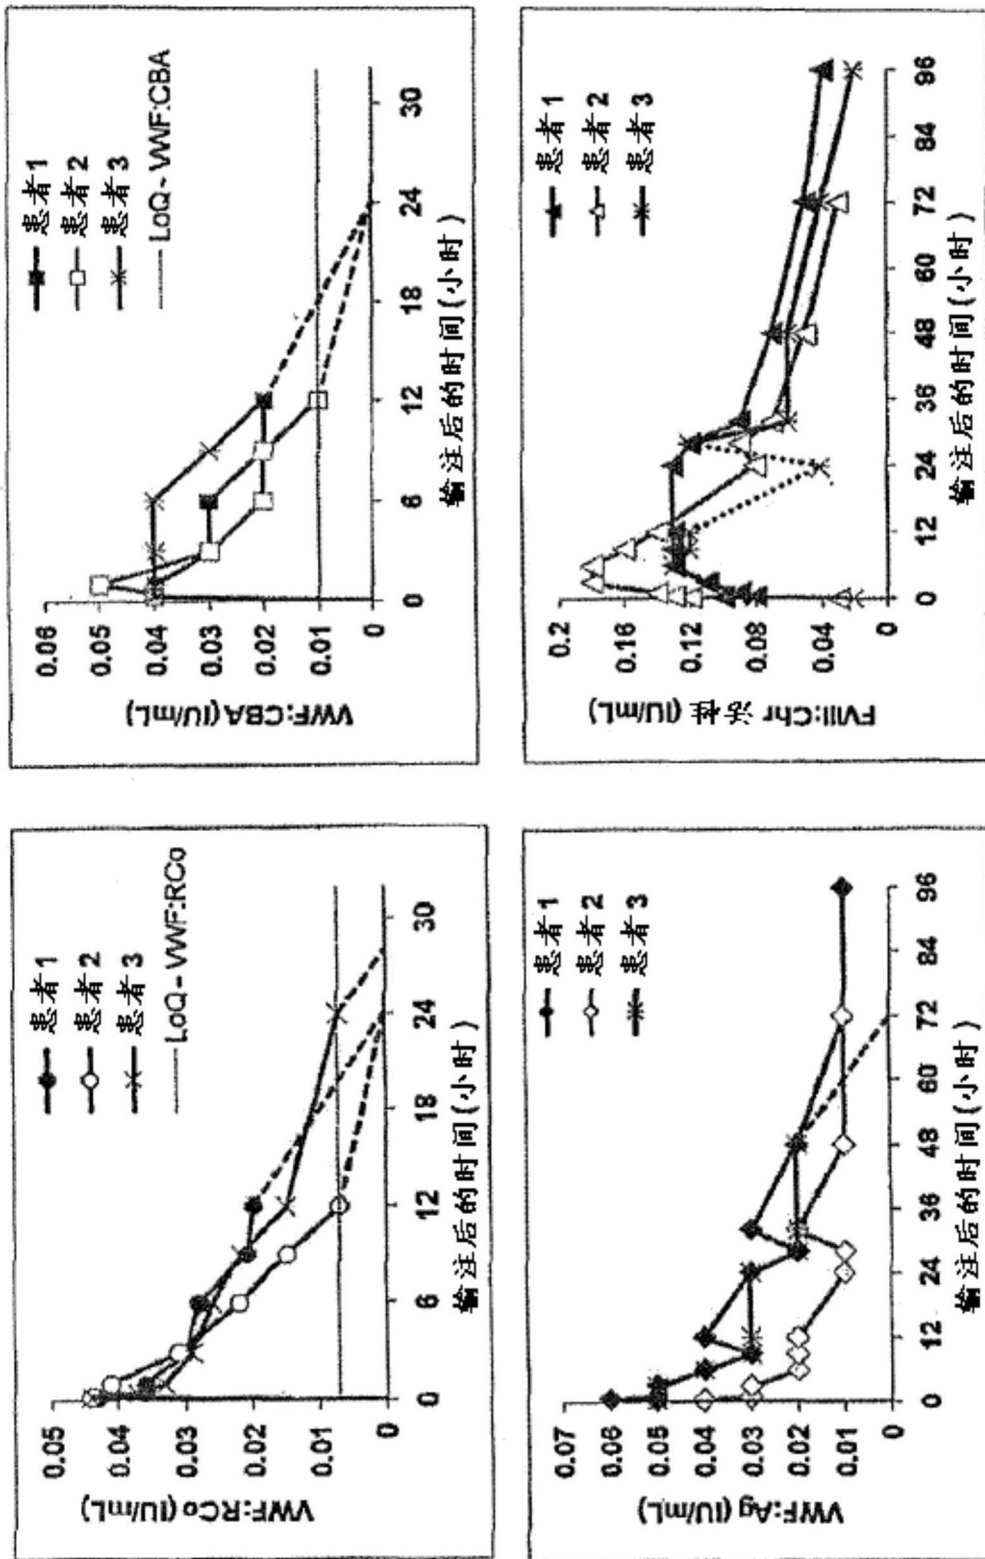 VWF:RCo (IU/mL)
0.05
0.04
0.03
0.02
0.01
0
患者1
患者2
患者3
LoQ - VWF:RCo
0 6 12 18 24 30
输注后的时间(小时)
VWF:CBA (IU/mL)
0.06
0.05
0.04
0.03
0.02
0.01
0
患者1
患者2
患者3
LoQ - VWF:CBA
0 6 12 18 24 30
输注后的时间(小时)
VWF:Ag (IU/mL)
0.07
0.06
0.05
0.04
0.03
0.02
0.01
0
患者1
患者2
患者3
0 12 24 36 48 60 72 84 96
输注后的时间(小时)
FVIII:Chr 活性 (IU/mL)
0.2
0.16
0.12
0.08
0.04
0
患者1
患者2
患者3
0 12 24 36 48 60 72 84 96
输注后的时间(小时)